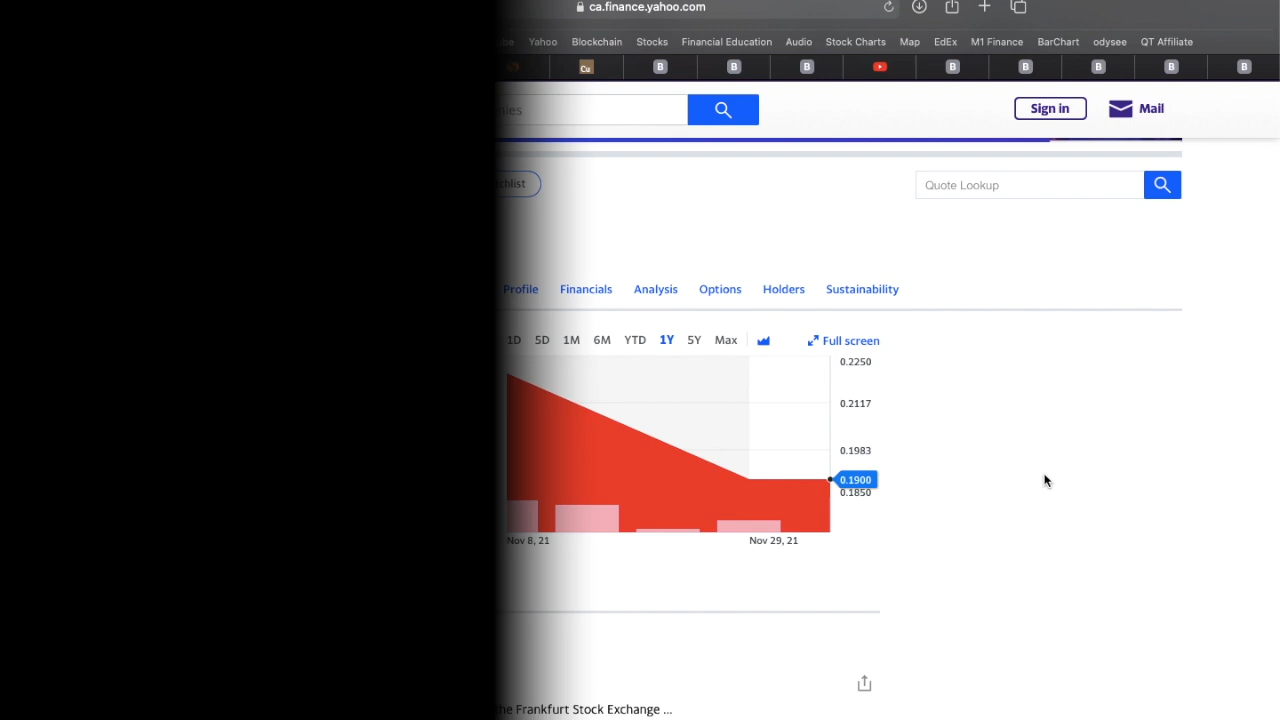 ca.finance.yahoo.com
Yahoo Blockchain Stocks Financial Education Audio Stock Charts Map EdEx M1 Finance BarChart odysee QT Affiliate
Cu B B B B B B B B
Sign in Mail
Quote Lookup
Profile Financials Analysis Options Holders Sustainability
1D 5D 1M 6M YTD 1Y 5Y Max Full screen
0.2250
0.2117
0.1983
0.1900
0.1850
Nov 8, 21 Nov 29, 21
Frankfurt Stock Exchange ...